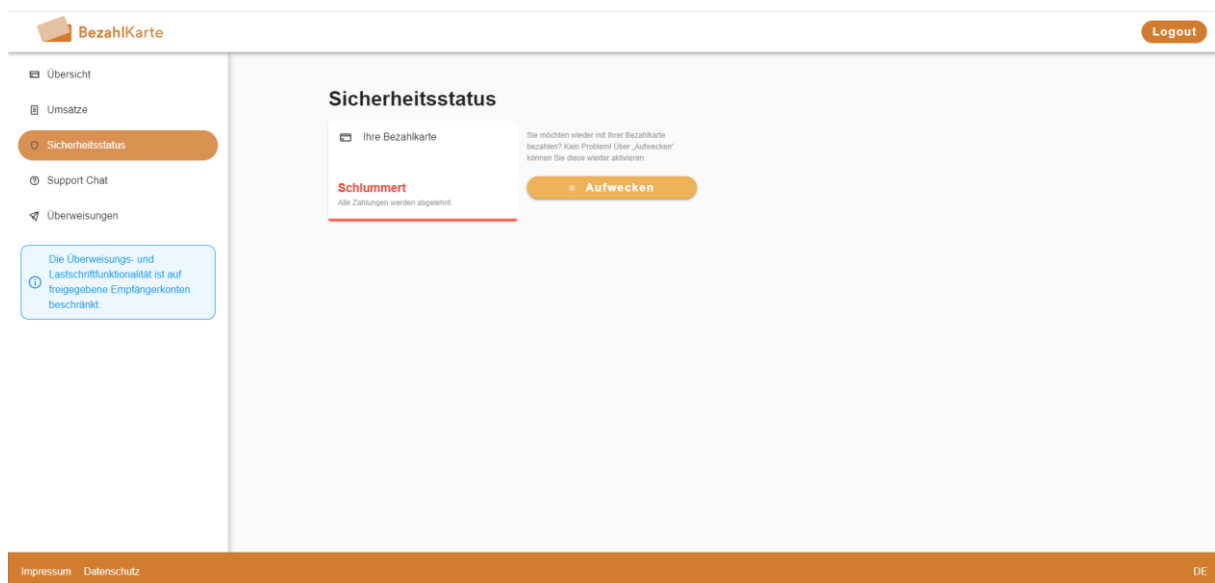 BezahlKarte
Logout
Übersicht
Umsätze
Sicherheitsstatus
Support Chat
Überweisungen
Die Überweisungs- und
Lastschriftfunktionalität ist auf
freigegebene Empfängerkonten
beschränkt.
Sicherheitsstatus
Ihre Bezahlkarte
Schlummert
Alle Zahlungen werden abgelehnt.
Sie möchten wieder mit Ihrer Bezahlkarte
bezahlen? Kein Problem! Über „Aufwecken“
können Sie diese wieder aktivieren.
Aufwecken
Impressum Datenschutz
DE